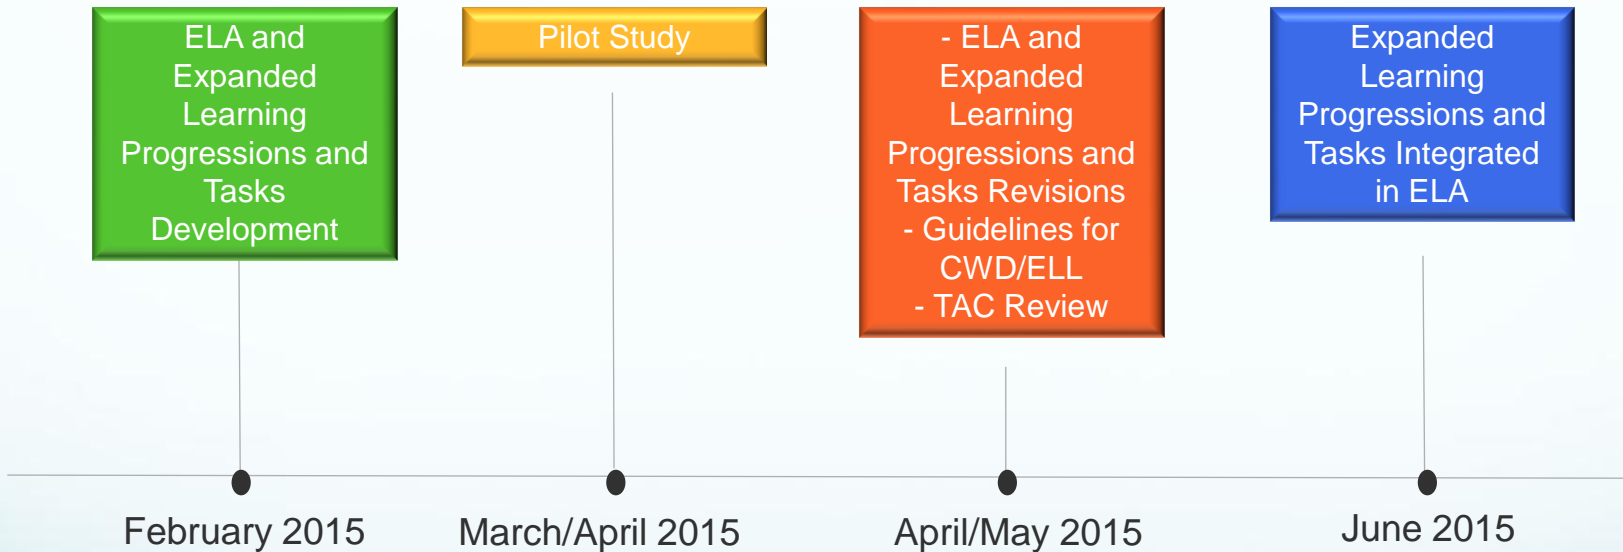 ELA and
Expanded
Learning
Progressions and
Tasks
Development
Pilot Study
- ELA and
Expanded
Learning
Progressions and
Tasks Revisions
- Guidelines for
CWD/ELL
- TAC Review
Expanded
Learning
Progressions and
Tasks Integrated
in ELA
February 2015
March/April 2015
April/May 2015
June 2015